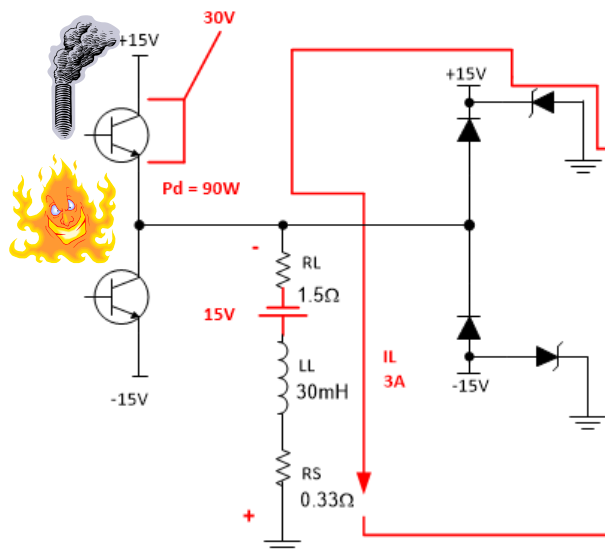 30V
+15V
+15V
Pd = 90W
-
RL
1.5Ω
15V
LL
30mH
IL
3A
-15V
-15V
RS
0.33Ω
+